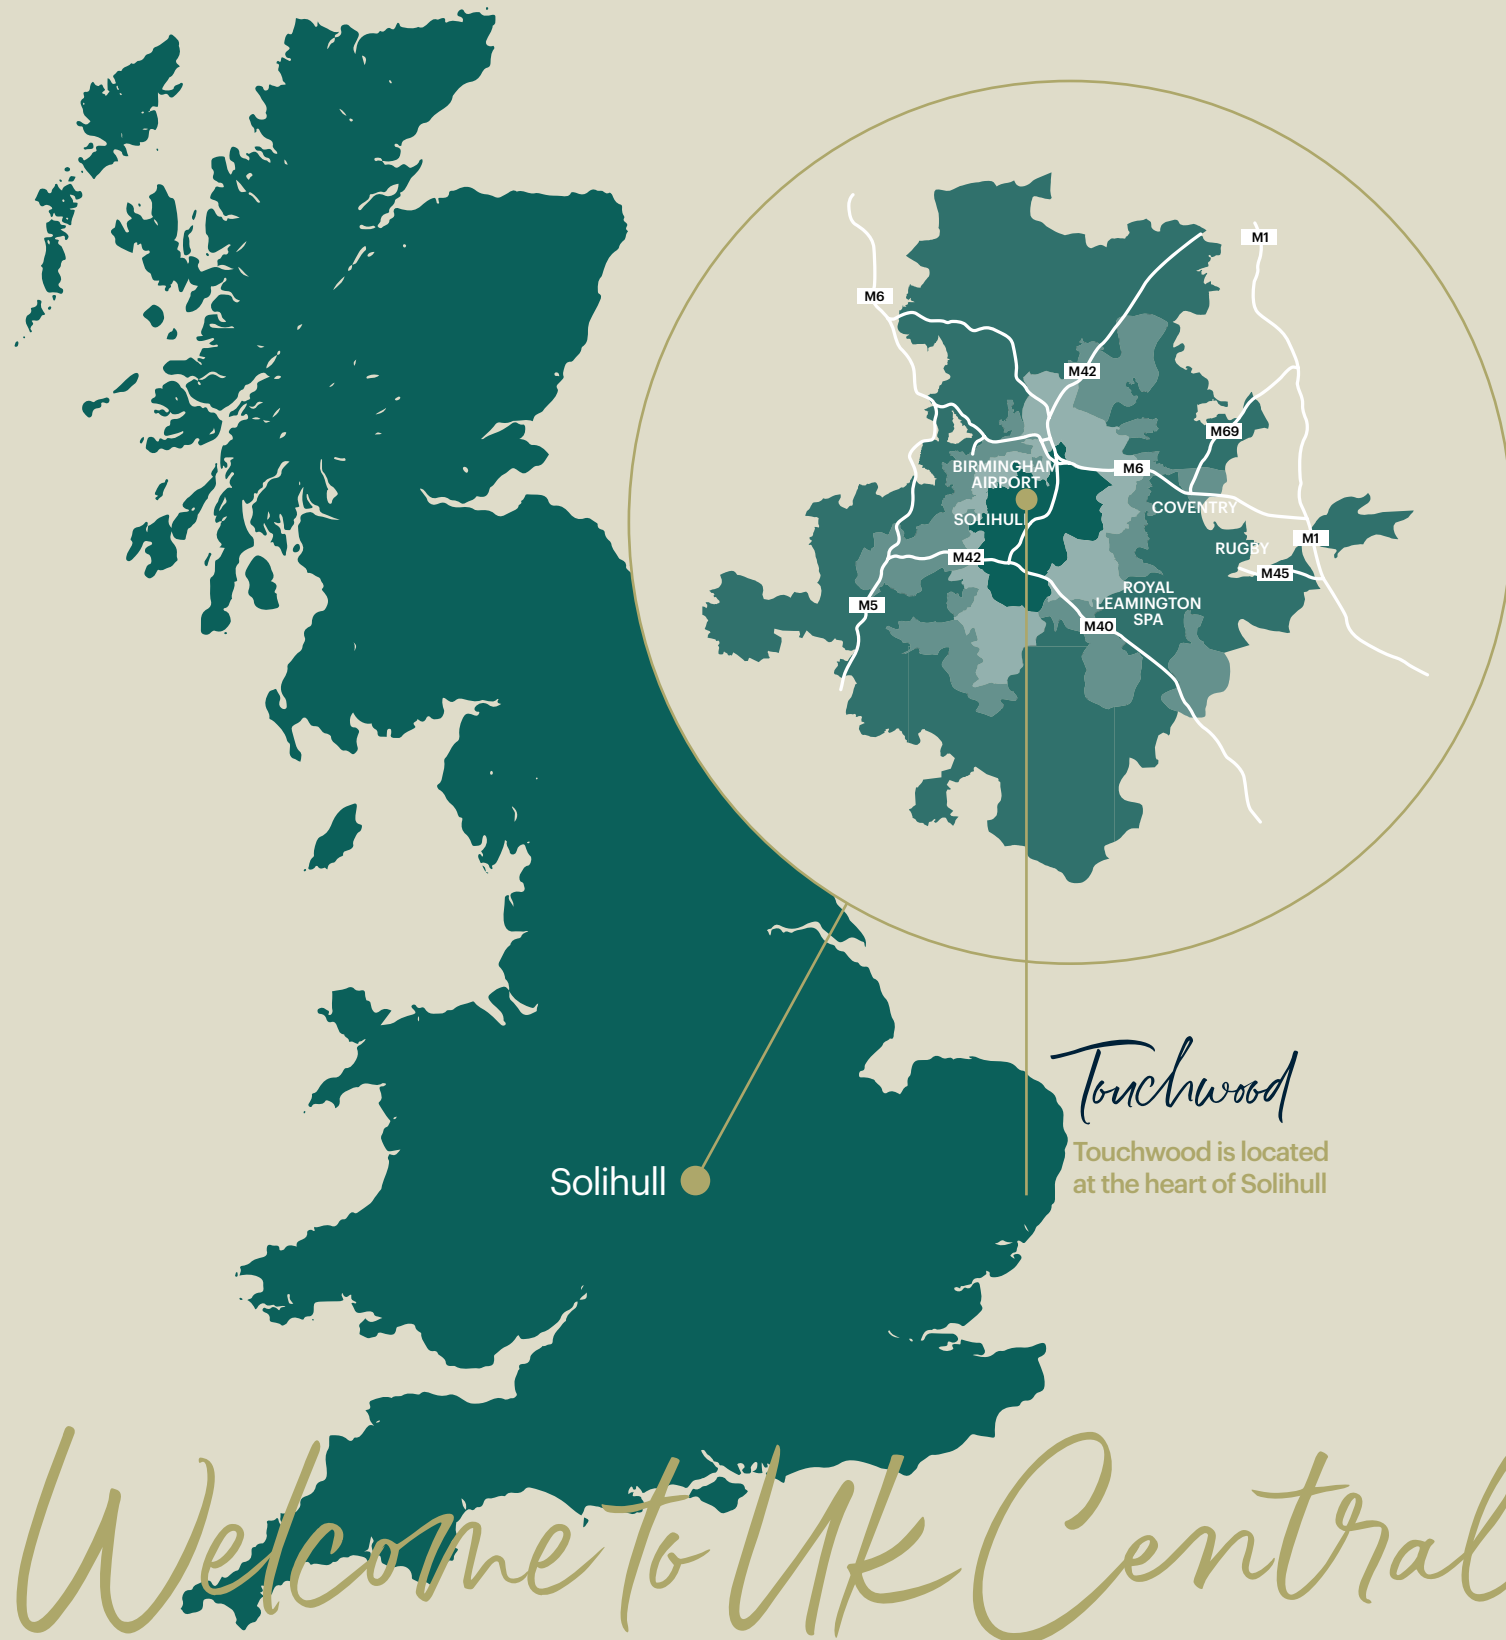 M1
M6
M42
M69
BIRMINGHAM
AIRPORT
M6
COVENTRY
SOLIHULL
M1
RUGBY
M42
M45
ROYAL
LEAMINGTON
SPA
M5
M40
Touchwood
Touchwood is located
at the heart of Solihull
Solihull
Welcome to Uk Central